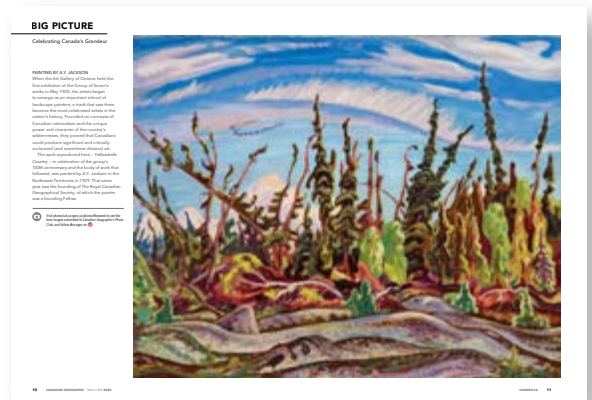 BIG PICTURE
Celebrating Canada's Grandeur
PAINTING BY A.Y. JACKSON
When the Art Gallery of Ontario held the
first exhibition of the Group of Seven's
works in May 1920, the artists began
to emerge as an important school of
landscape painters, a track that saw them
become the most celebrated artists in the
nation's history. Founded on concepts of
Canadian nationalism and the unique
power and character of the country's
wilderness, they proved that Canadians
could produce significant and critically
acclaimed (and sometimes divisive) art.
The work reproduced here – Yellowknife
Country – in celebration of the group's
100th anniversary and the body of work that
followed, was painted by A.Y. Jackson in the
Northwest Territories in 1929. That same
year saw the founding of The Royal Canadian
Geographical Society, of which the painter
was a founding Fellow.
10 CANADIAN GEOGRAPHIC
CANGEO.CA 11